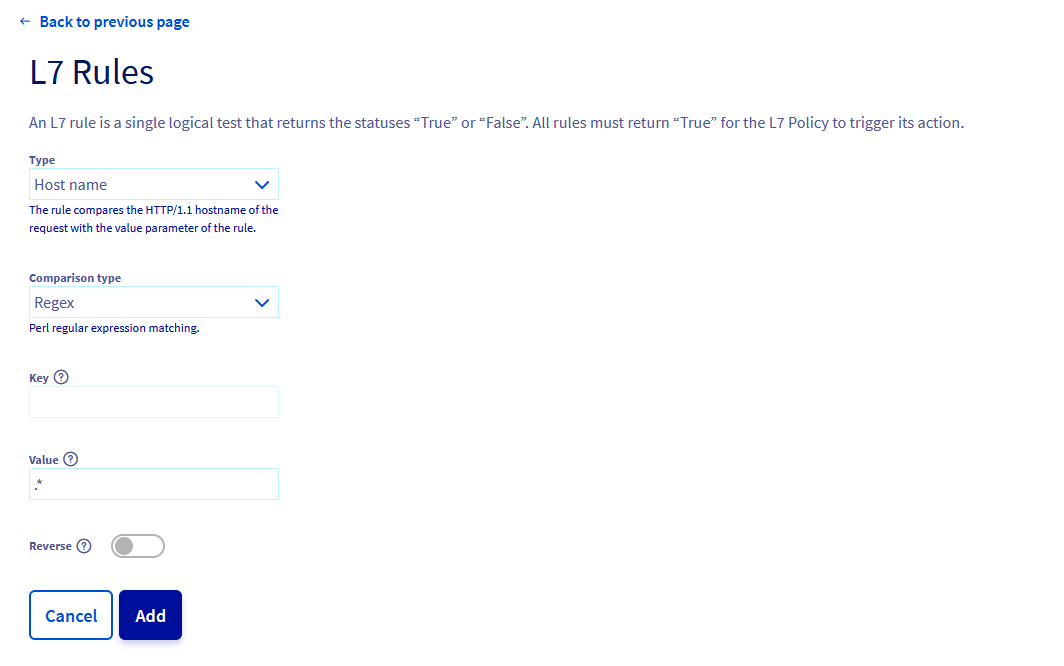 ← Back to previous page
L7 Rules
An L7 rule is a single logical test that returns the statuses “True” or “False”. All rules must return “True” for the L7 Policy to trigger its action.
Type
Host name
The rule compares the HTTP/1.1 hostname of the
request with the value parameter of the rule.
Comparison type
Regex
Perl regular expression matching.
Key ?
Value ?
.*
Reverse ?
Cancel Add